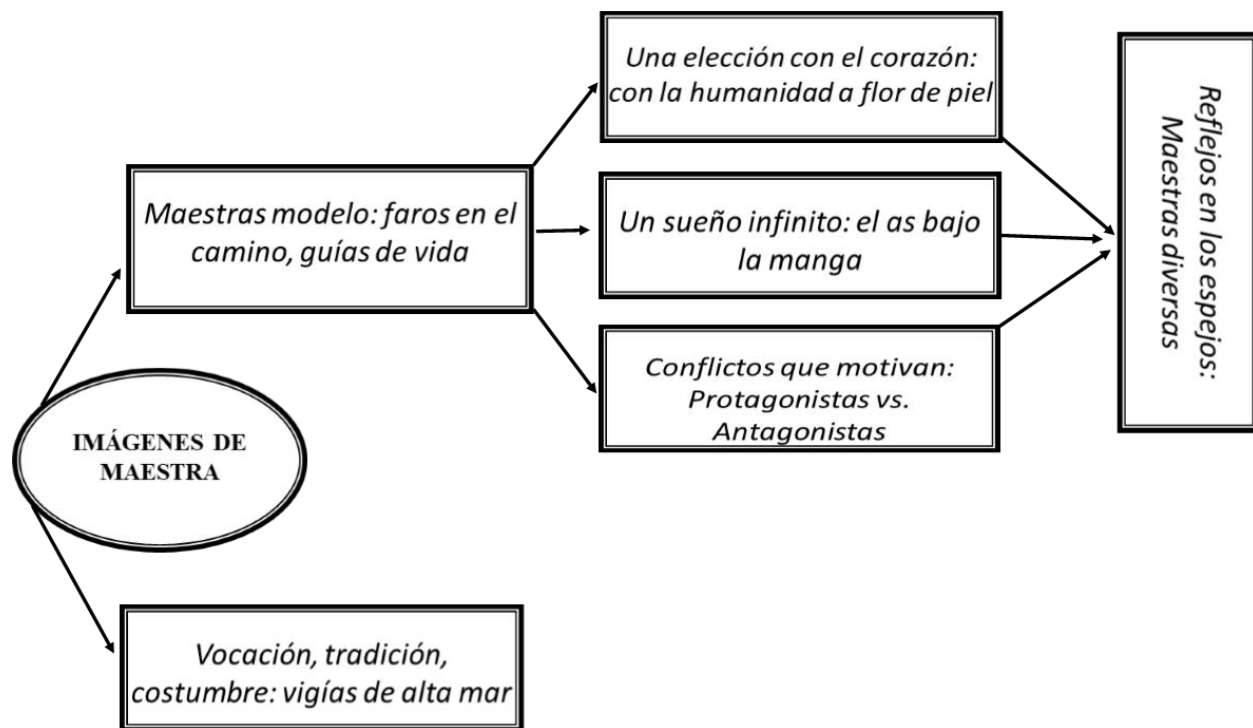 Una elección con el corazón:
con la humanidad a flor de piel
Reflejos en los espejos:
Maestras diversas
Maestras modelo: faros en el
camino, guías de vida
Un sueño infinito: el as bajo
la manga
Conflictos que motivan:
Protagonistas vs.
Antagonistas
IMÁGENES DE
MAESTRA
Vocación, tradición,
costumbre: vigías de alta mar